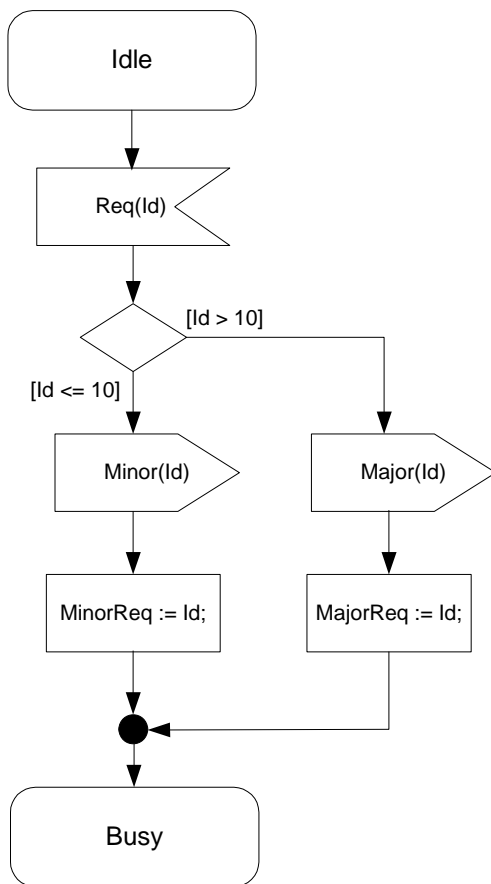 Idle
Req(Id)
[Id > 10]
[Id <= 10]
Minor(Id)
Major(Id)
MinorReq := Id;
MajorReq := Id;
Busy